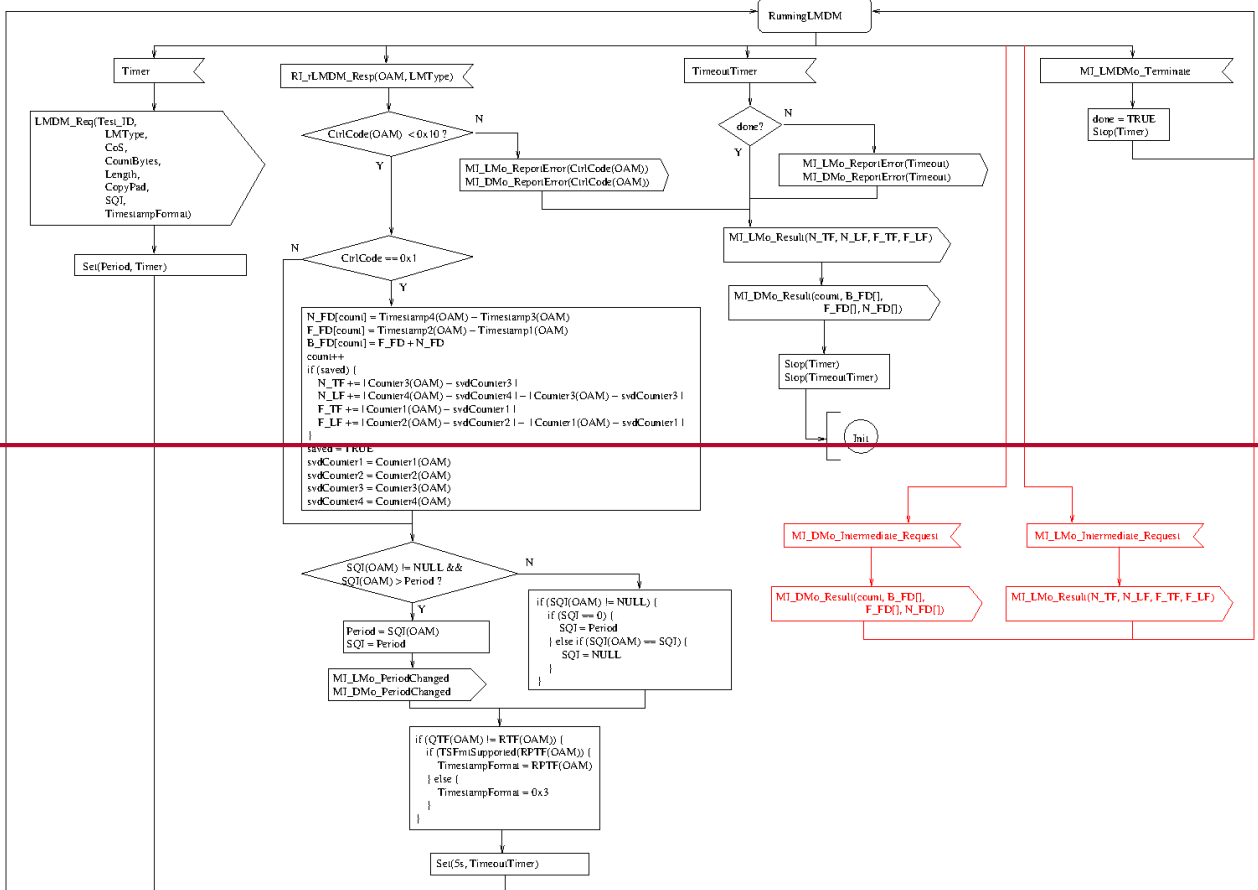 RunningLMDM
Timer
LMDM_Req(Test_ID,
LMType,
CoS,
CountBytes,
Length,
CopyPad,
SQI,
TimestampFormat)
Set(Period, Timer)
RI_rLMDM_Resp(OAM, LMType)
CtrlCode(OAM) < 0x10 ?
N
Y
MI_LMo_ReportError(CtrlCode(OAM))
MI_DMo_ReportError(CtrlCode(OAM))
N
CtrlCode == 0x1
Y
N_FD[count] = Timestamp4(OAM) − Timestamp3(OAM)
F_FD[count] = Timestamp2(OAM) − Timestamp1(OAM)
B_FD[count] = F_FD + N_FD
count++
if (saved) {
N_TF += | Counter3(OAM) − svdCounter3 |
N_LF += | Counter4(OAM) − svdCounter4 | − | Counter3(OAM) − svdCounter3 |
F_TF += | Counter1(OAM) − svdCounter1 |
F_LF += | Counter2(OAM) − svdCounter2 | − | Counter1(OAM) − svdCounter1 |
}
saved = TRUE
svdCounter1 = Counter1(OAM)
svdCounter2 = Counter2(OAM)
svdCounter3 = Counter3(OAM)
svdCounter4 = Counter4(OAM)
SQI(OAM) != NULL &&
SQI(OAM) > Period ?
N
Y
Period = SQI(OAM)
SQI = Period
MI_LMo_PeriodChanged
MI_DMo_PeriodChanged
if (SQI(OAM) != NULL) {
if (SQI == 0) {
SQI = Period
} else if (SQI(OAM) == SQI) {
SQI = NULL
}
}
if (QTF(OAM) != RTF(OAM)) {
if (TSFmtSupported(RPTF(OAM)) {
TimestampFormat = RPTF(OAM)
} else {
TimestampFormat = 0x3
}
}
Set(5s, TimeoutTimer)
TimeoutTimer
done?
N
Y
MI_LMo_ReportError(Timeout)
MI_DMo_ReportError(Timeout)
MI_LMo_Result(N_TF, N_LF, F_TF, F_LF)
MI_DMo_Result(count, B_FD[],
F_FD[], N_FD[])
Stop(Timer)
Stop(TimeoutTimer)
Init
MI_LMDMo_Terminate
done = TRUE
Stop(Timer)
MI_DMo_Intermediate_Request
MI_DMo_Result(count, B_FD[],
F_FD[], N_FD[])
MI_LMo_Intermediate_Request
MI_LMo_Result(N_TF, N_LF, F_TF, F_LF)